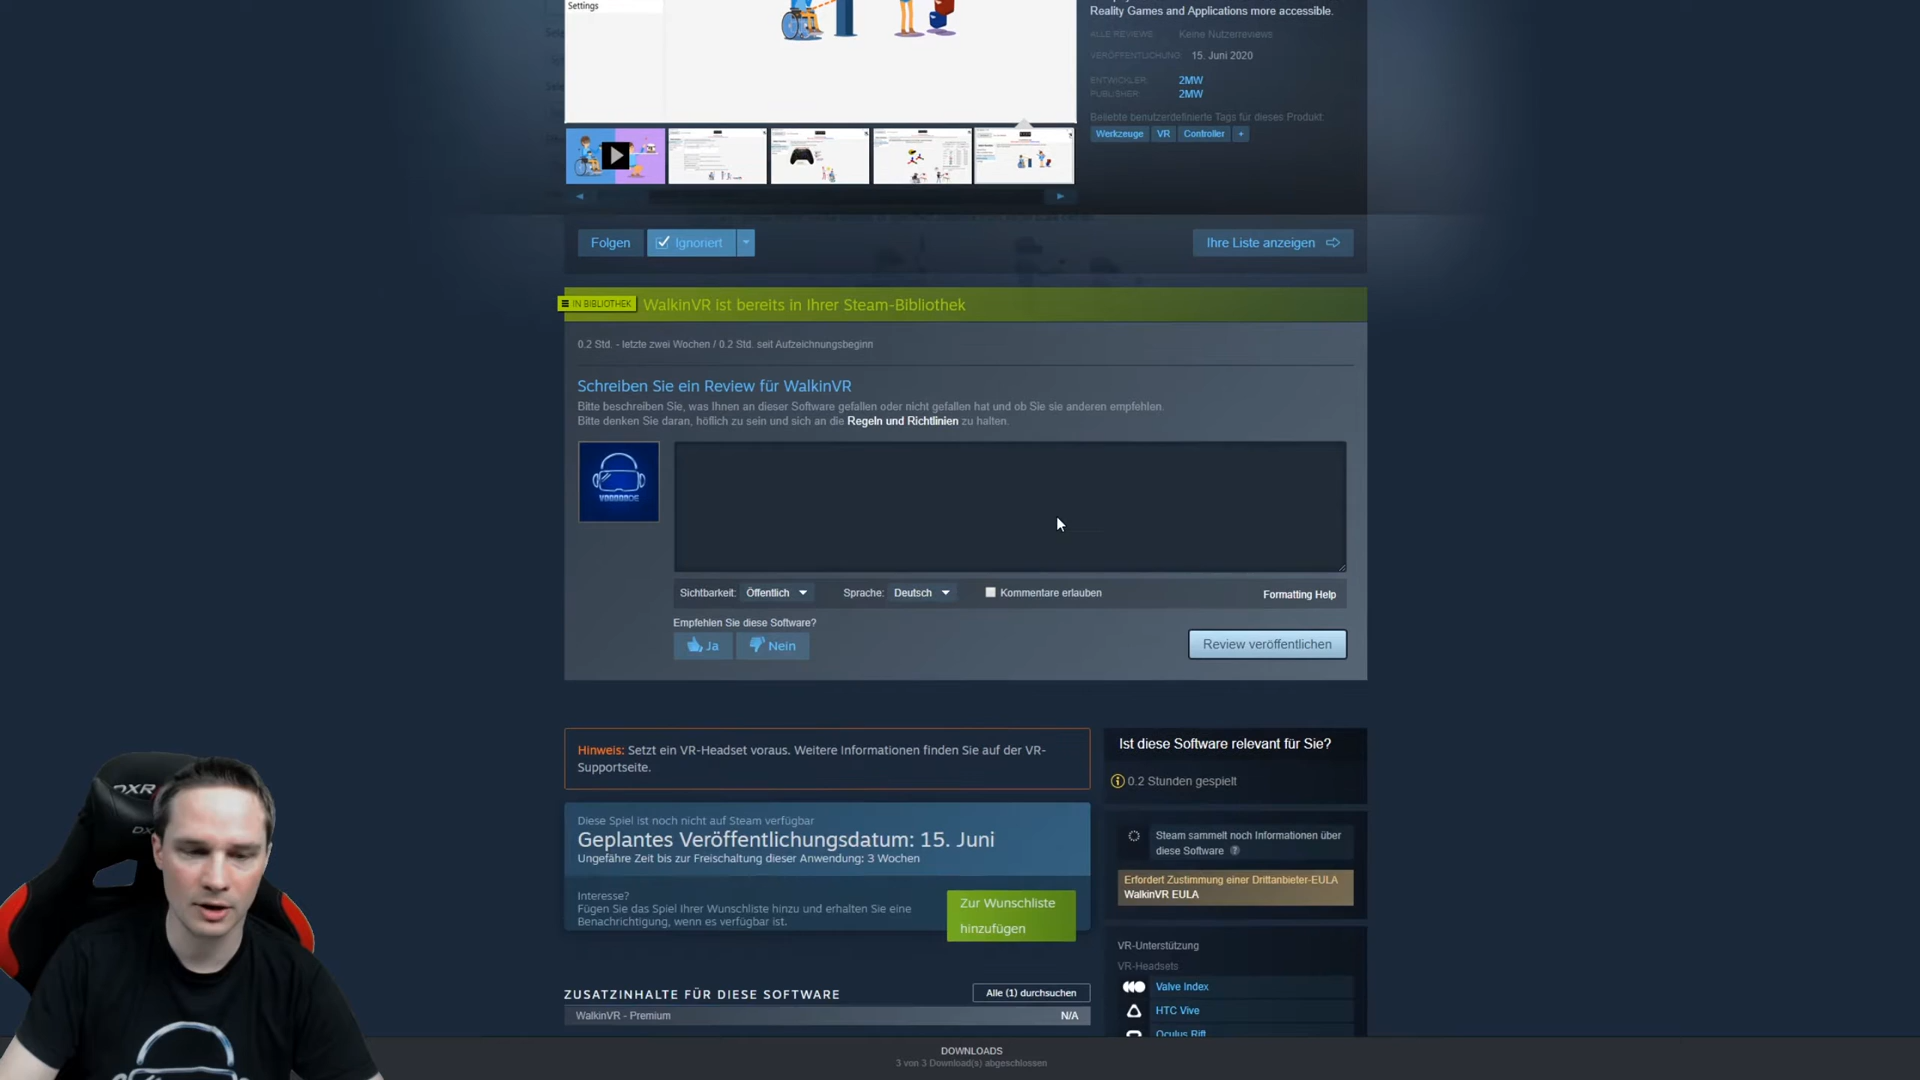 Settings
Reality Games and Applications more accessible.
ALLE REVIEWS: Keine Nutzerreviews
VERÖFFENTLICHUNG: 15. Juni 2020
ENTWICKLER: 2MW
PUBLISHER: 2MW
Beliebte benutzerdefinierte Tags für dieses Produkt:
Werkzeuge VR Controller +
Folgen Ignoriert Ihre Liste anzeigen
IN BIBLIOTHEK WalkinVR ist bereits in Ihrer Steam-Bibliothek
0.2 Std. - letzte zwei Wochen / 0.2 Std. seit Aufzeichnungsbeginn
Schreiben Sie ein Review für WalkinVR
Bitte beschreiben Sie, was Ihnen an dieser Software gefallen oder nicht gefallen hat und ob Sie sie anderen empfehlen.
Bitte denken Sie daran, höflich zu sein und sich an die Regeln und Richtlinien zu halten.
VOODOODE
Sichtbarkeit: Öffentlich Sprache: Deutsch Kommentare erlauben Formatting Help
Empfehlen Sie diese Software?
Ja Nein Review veröffentlichen
Hinweis: Setzt ein VR-Headset voraus. Weitere Informationen finden Sie auf der VR-
Supportseite.
Diese Spiel ist noch nicht auf Steam verfügbar
Geplantes Veröffentlichungsdatum: 15. Juni
Ungefähre Zeit bis zur Freischaltung dieser Anwendung: 3 Wochen
Interesse?
Fügen Sie das Spiel Ihrer Wunschliste hinzu und erhalten Sie eine
Benachrichtigung, wenn es verfügbar ist.
Zur Wunschliste
hinzufügen
ZUSATZINHALTE FÜR DIESE SOFTWARE Alle (1) durchsuchen
WalkinVR - Premium N/A
Ist diese Software relevant für Sie?
0.2 Stunden gespielt
Steam sammelt noch Informationen über
diese Software ?
Erfordert Zustimmung einer Drittanbieter-EULA
WalkinVR EULA
VR-Unterstützung
VR-Headsets
Valve Index
HTC Vive
Oculus Rift
DXR
DOWNLOADS
3 von 3 Download(s) abgeschlossen